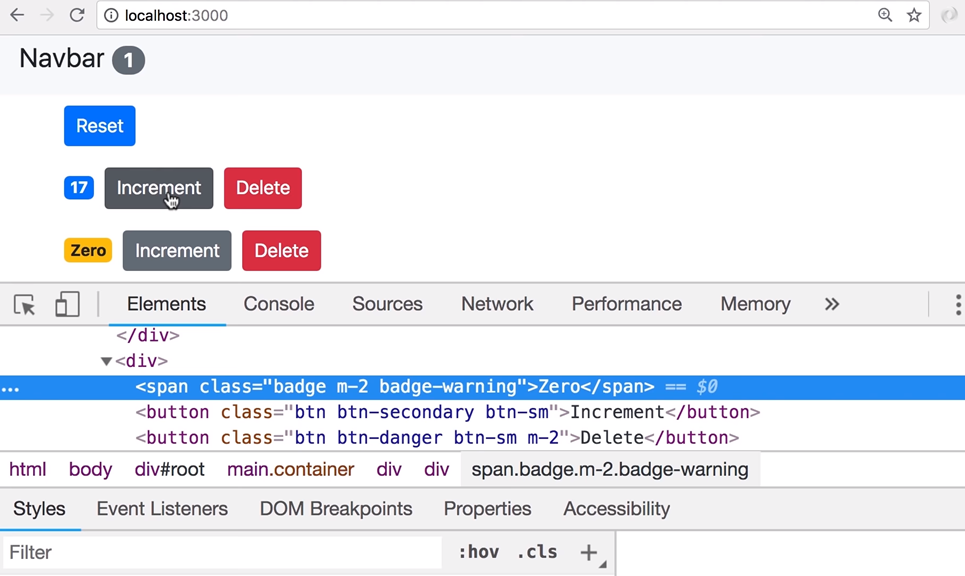 localhost:3000
Navbar 1
Reset
17 Increment Delete
Zero Increment Delete
Elements Console Sources Network Performance Memory »
</div>
▼<div>
... <span class="badge m-2 badge-warning">Zero</span> == $0
<button class="btn btn-secondary btn-sm">Increment</button>
<button class="btn btn-danger btn-sm m-2">Delete</button>
html body div#root main.container div div span.badge.m-2.badge-warning
Styles Event Listeners DOM Breakpoints Properties Accessibility
Filter :hov .cls +